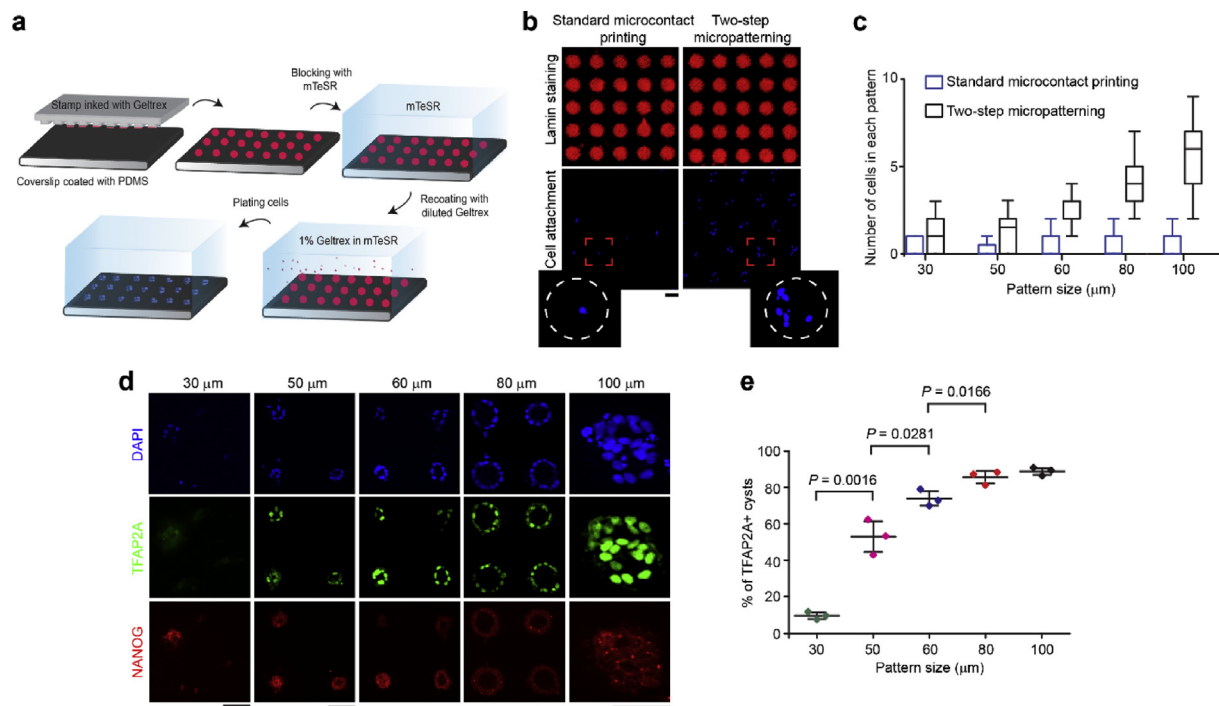 a
Stamp inked with Geltrex
Coverslip coated with PDMS
Blocking with
mTeSR
mTeSR
Recoating with
diluted Geltrex
1% Geltrex in mTeSR
Plating cells
b
Standard microcontact
printing
Two-step
micropatterning
Lamin staining
Cell attachment
c
Number of cells in each pattern
10
5
0
Standard microcontact printing
Two-step micropatterning
30
50
60
80
100
Pattern size (μm)
d
30 μm
50 μm
60 μm
80 μm
100 μm
DAPI
TFAP2A
NANOG
e
% of TFAP2A+ cysts
100
80
60
40
20
0
P = 0.0016
P = 0.0281
P = 0.0166
30
50
60
80
100
Pattern size (μm)